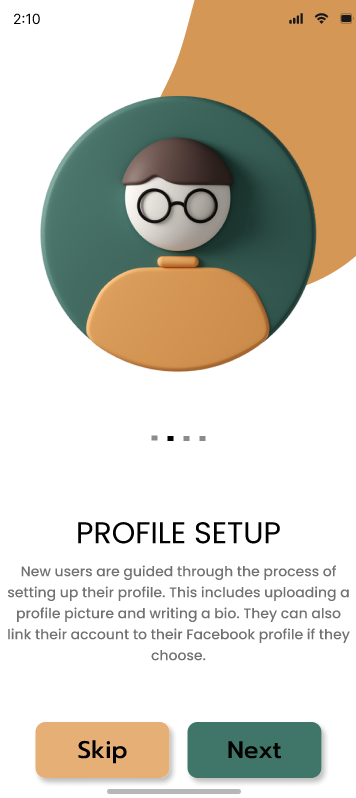 2:10
PROFILE SETUP
New users are guided through the process of
setting up their profile. This includes uploading a
profile picture and writing a bio. They can also
link their account to their Facebook profile if they
choose.
Skip
Next